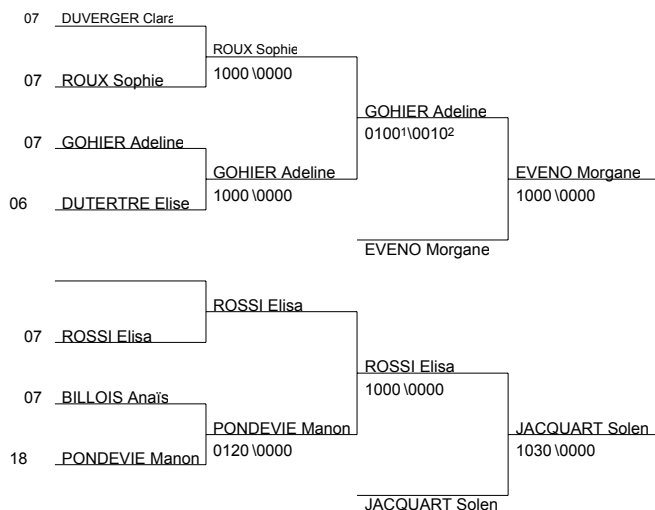 07 DUVERGER Clara
ROUX Sophie
07 ROUX Sophie 1000 \0000
GOHIER Adeline
07 GOHIER Adeline 0100¹\0010²
GOHIER Adeline EVENO Morgane
06 DUTERTRE Elise 1000 \0000 1000 \0000
EVENO Morgane
ROSSI Elisa
07 ROSSI Elisa
ROSSI Elisa
1000 \0000
07 BILLOIS Anaïs
PONDEVIE Manon JACQUART Solen
0120 \0000 1030 \0000
18 PONDEVIE Manon
JACQUART Solen